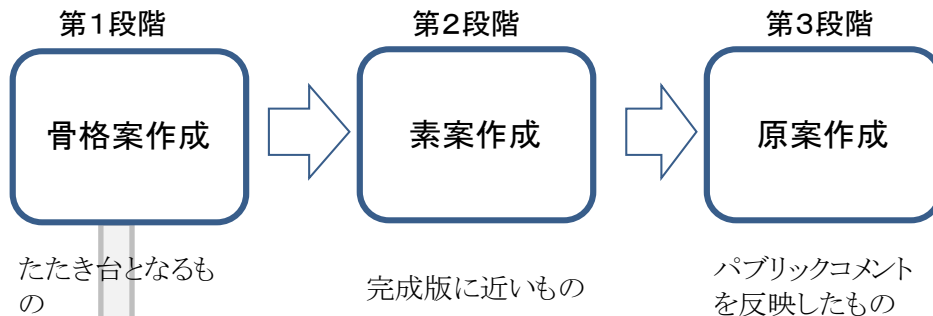 第1段階
第2段階
第3段階
骨格案作成
素案作成
原案作成
たたき台となるも
の
完成版に近いもの
パブリックコメント
を反映したもの